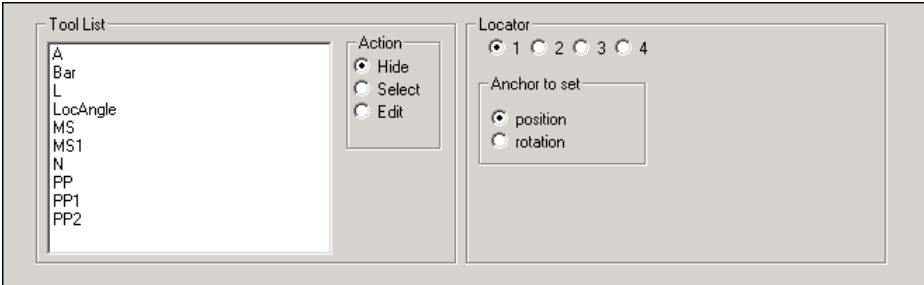 Tool List
A
Bar
L
LocAngle
MS
MS1
N
PP
PP1
PP2
Action
Hide
Select
Edit
Locator
1 2 3 4
Anchor to set
position
rotation